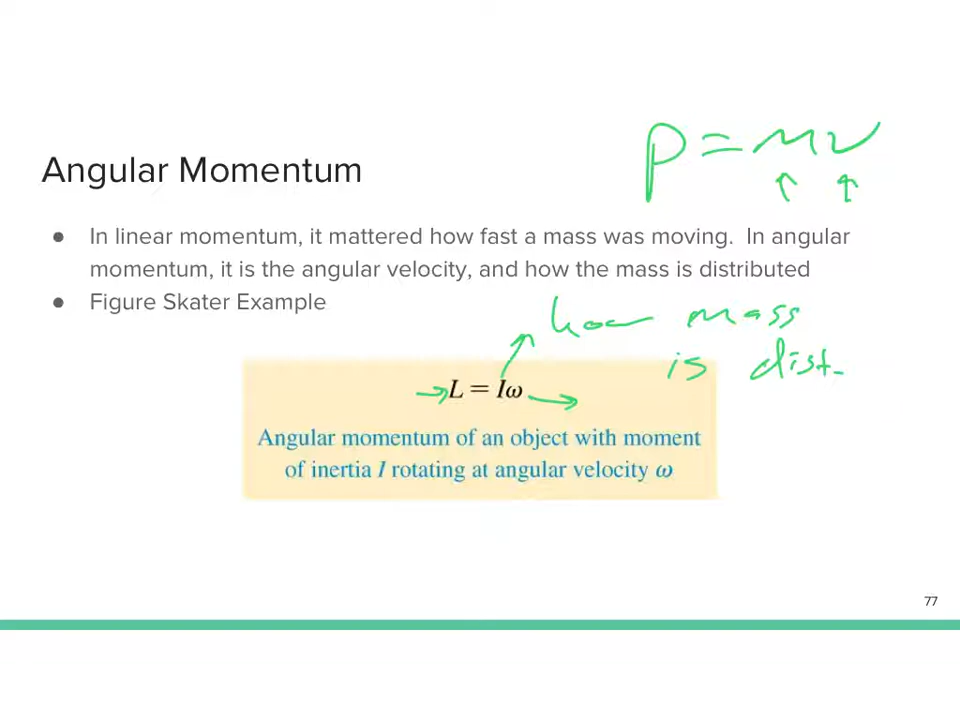 p = mv
Angular Momentum
● In linear momentum, it mattered how fast a mass was moving. In angular
momentum, it is the angular velocity, and how the mass is distributed
● Figure Skater Example
how mass
is dist.
L = Iω
Angular momentum of an object with moment
of inertia I rotating at angular velocity ω
77